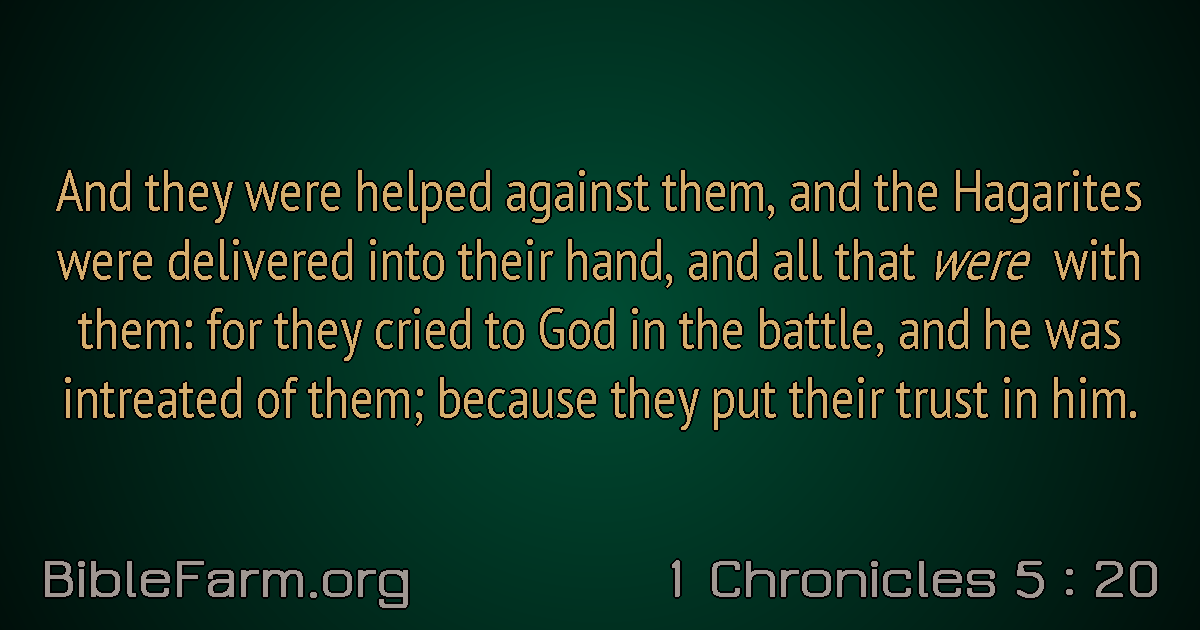 And they were helped against them, and the Hagarites
were delivered into their hand, and all that were with
them: for they cried to God in the battle, and he was
intreated of them; because they put their trust in him.
BibleFarm.org
1 Chronicles 5 : 20